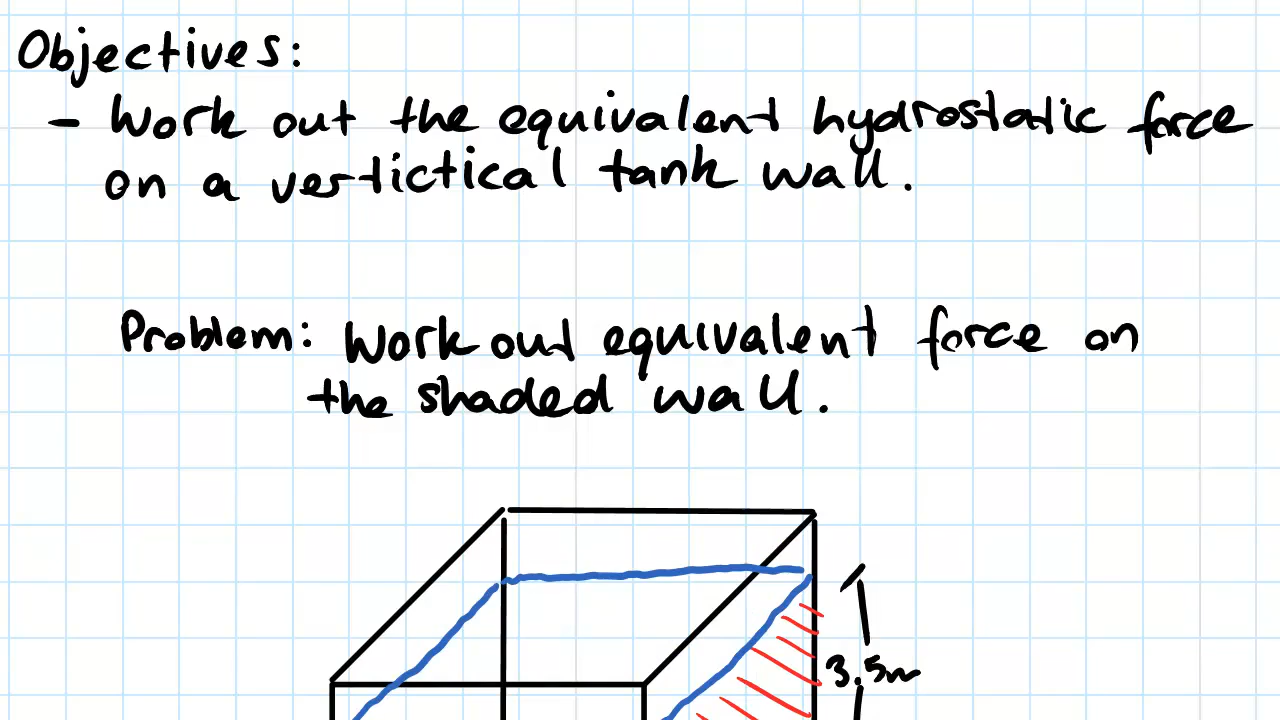 Objectives:
- Work out the equivalent hydrostatic force
on a vertictical tank wall.
Problem: Work out equivalent force on
the shaded wall.
3.5m